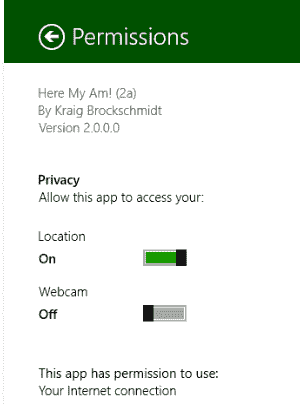 Permissions
Here My Am! (2a)
By Kraig Brockschmidt
Version 2.0.0.0
Privacy
Allow this app to access your:
Location
On
Webcam
Off
This app has permission to use:
Your Internet connection